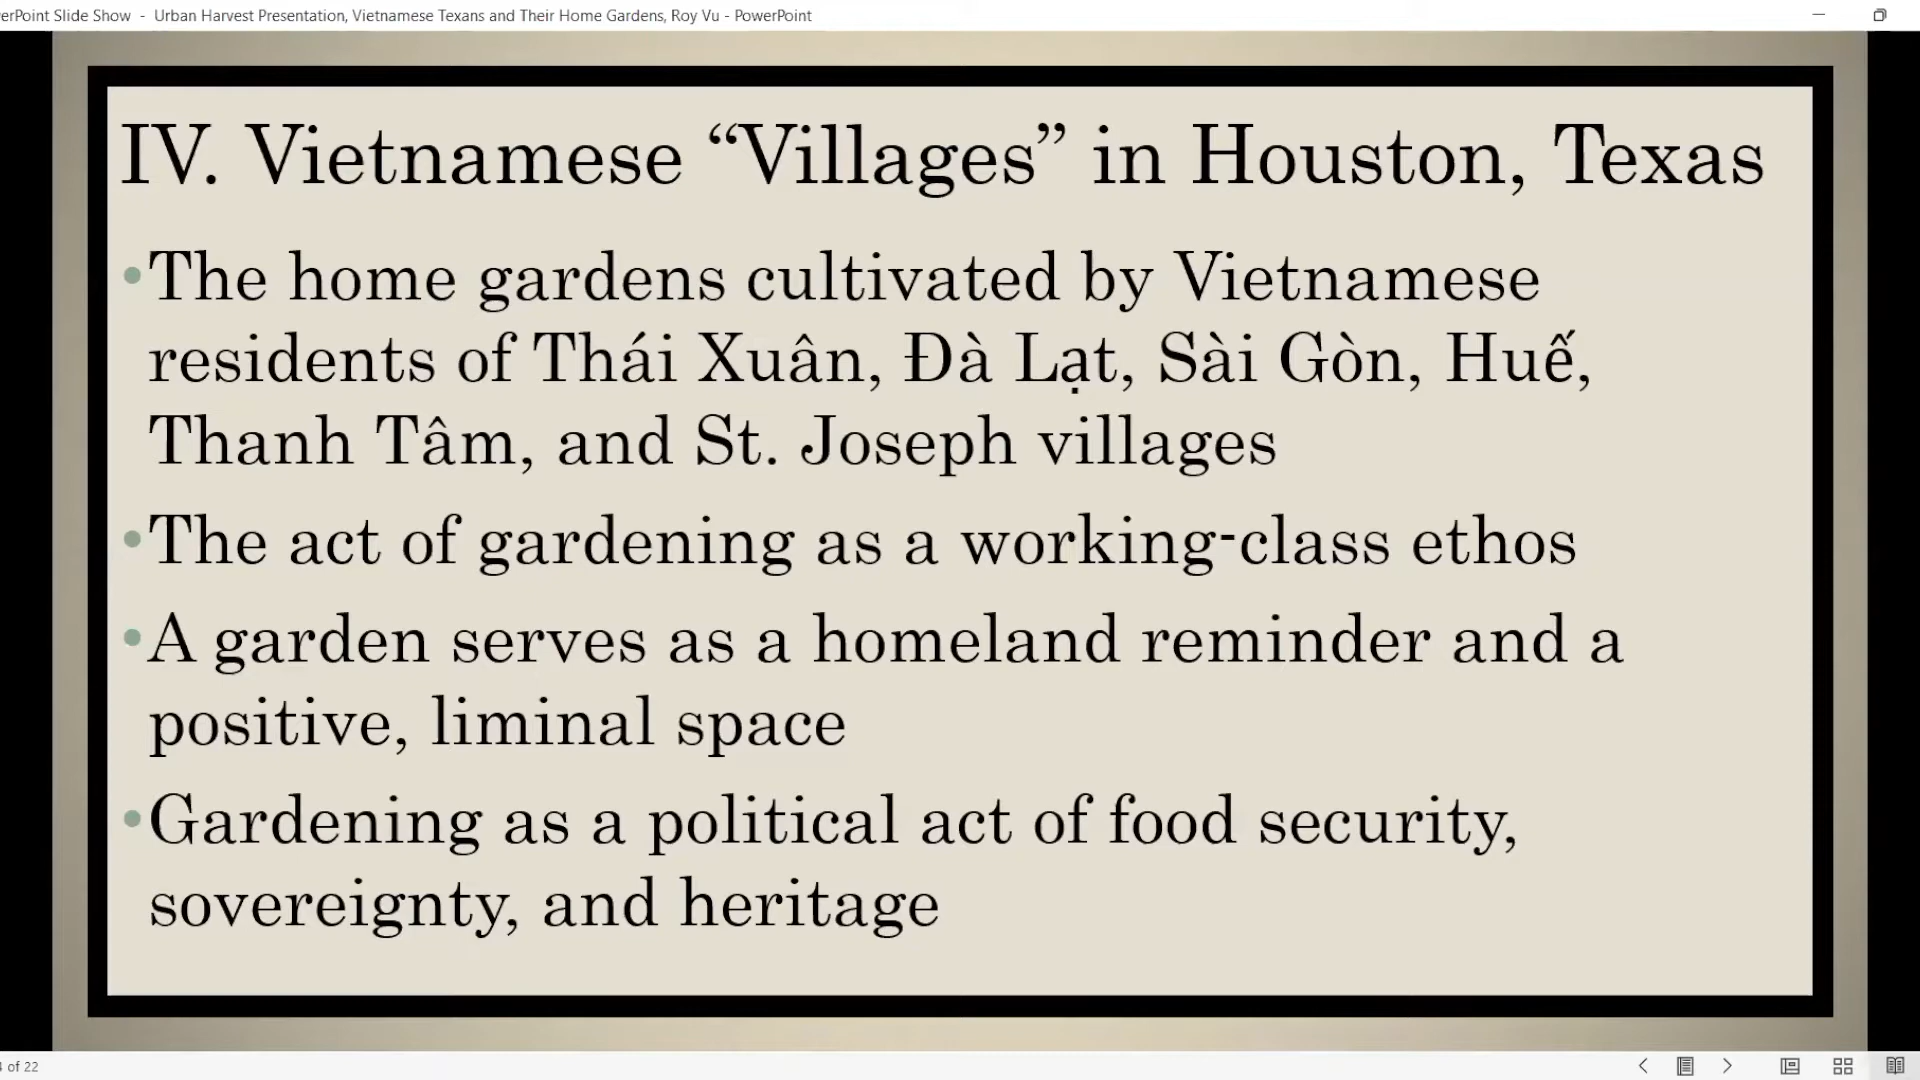 PowerPoint Slide Show - Urban Harvest Presentation, Vietnamese Texans and Their Home Gardens, Roy Vu - PowerPoint
IV. Vietnamese “Villages” in Houston, Texas
•The home gardens cultivated by Vietnamese
residents of Thái Xuân, Đà Lạt, Sài Gòn, Huế,
Thanh Tâm, and St. Joseph villages
•The act of gardening as a working-class ethos
•A garden serves as a homeland reminder and a
positive, liminal space
•Gardening as a political act of food security,
sovereignty, and heritage
of 22